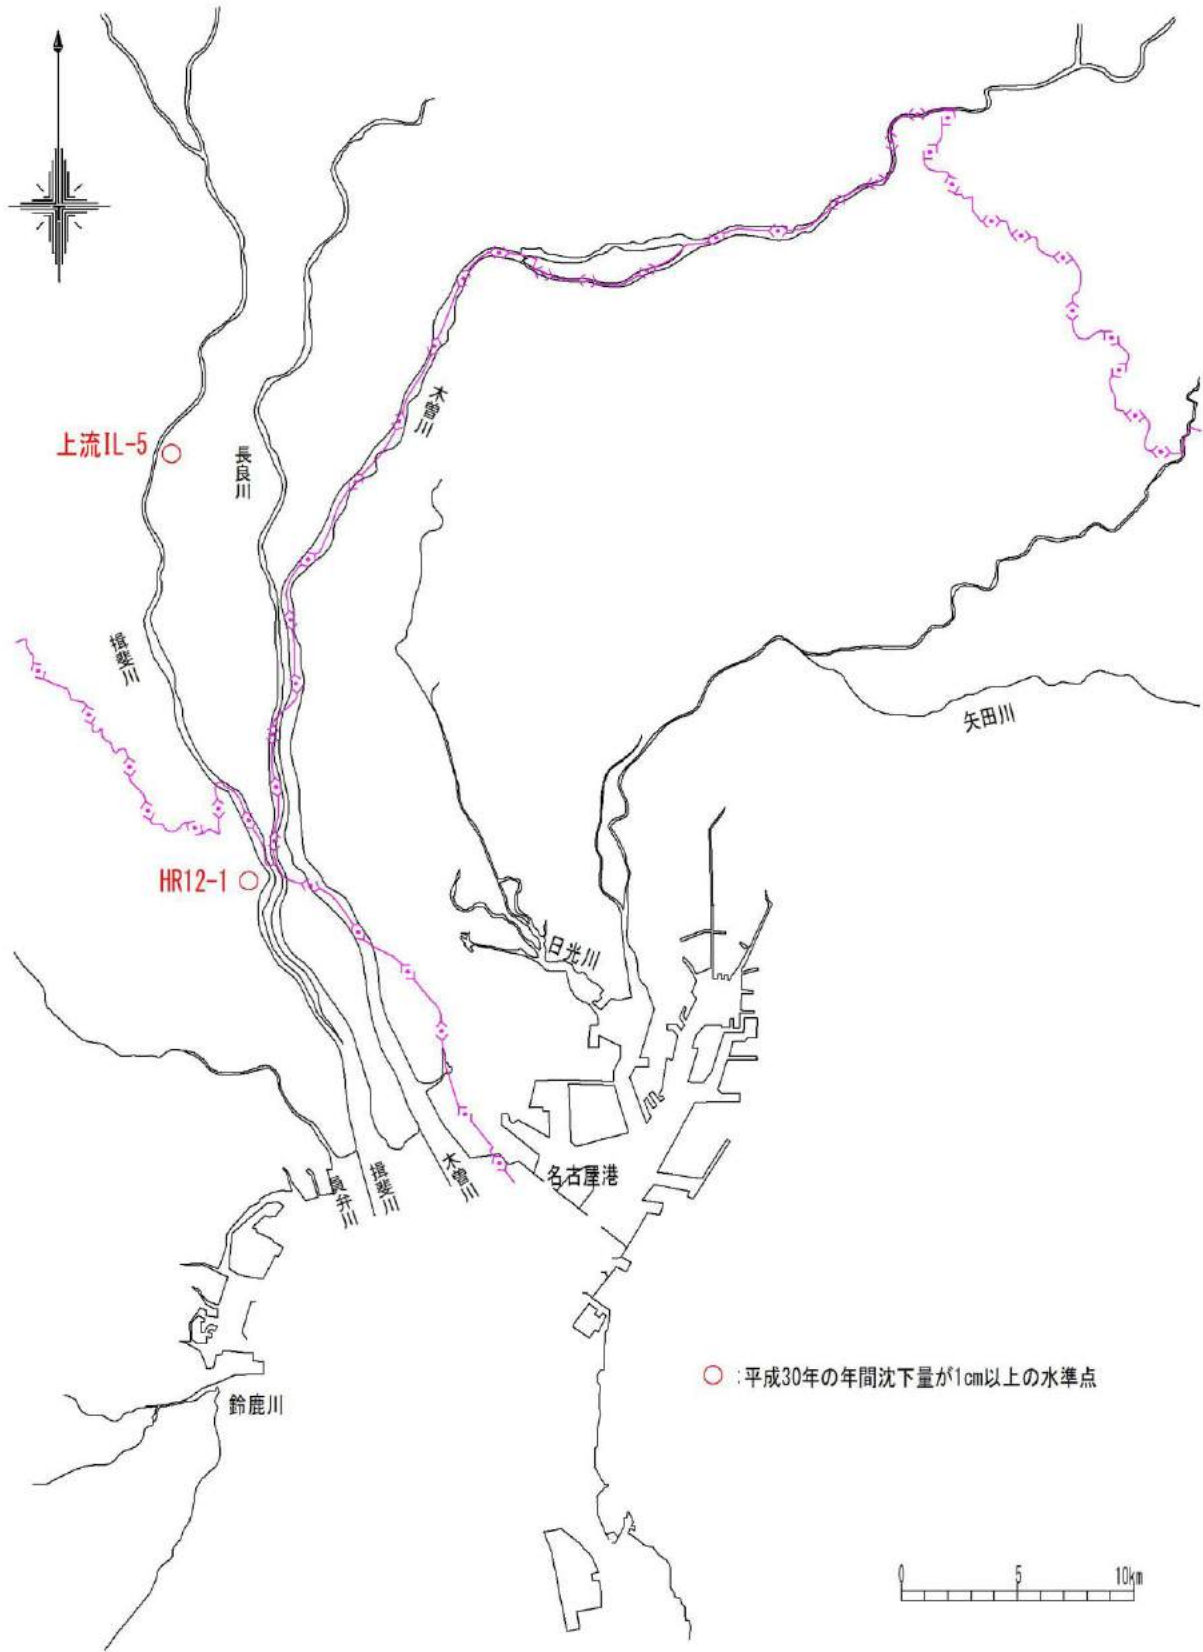 木曽川
上流IL-5
長良川
揖斐川
矢田川
HR12-1
日光川
木曽川
揖斐川
員弁川
名古屋港
○ :平成30年の年間沈下量が1cm以上の水準点
鈴鹿川
0 5 10km